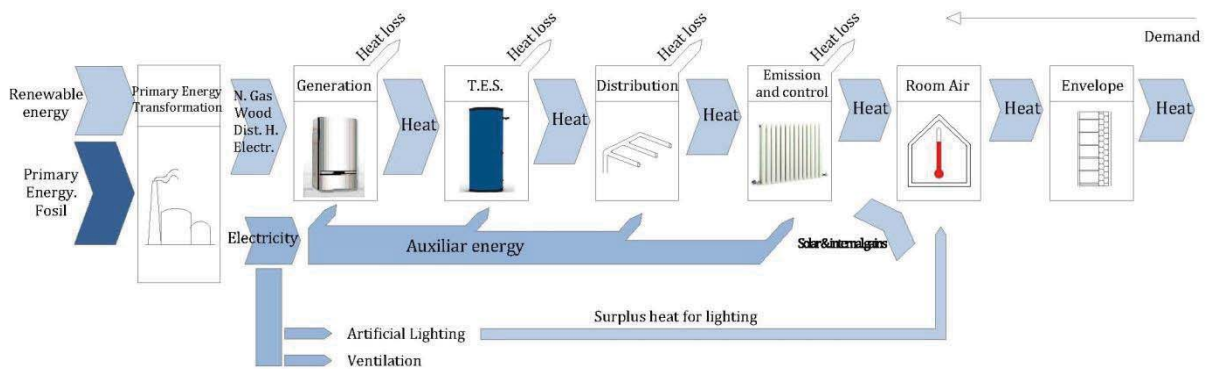 Heat loss
Heat loss
Heat loss
Heat loss
Demand
Renewable
energy
Primary Energy
Transformation
N. Gas
Wood
Dist. H.
Electr.
Generation
Heat
T.E.S.
Heat
Distribution
Heat
Emission
and control
Heat
Room Air
Heat
Envelope
Heat
Primary
Energy.
Fosil
Electricity
Auxiliar energy
Solar & internal gains
Surplus heat for lighting
Artificial Lighting
Ventilation